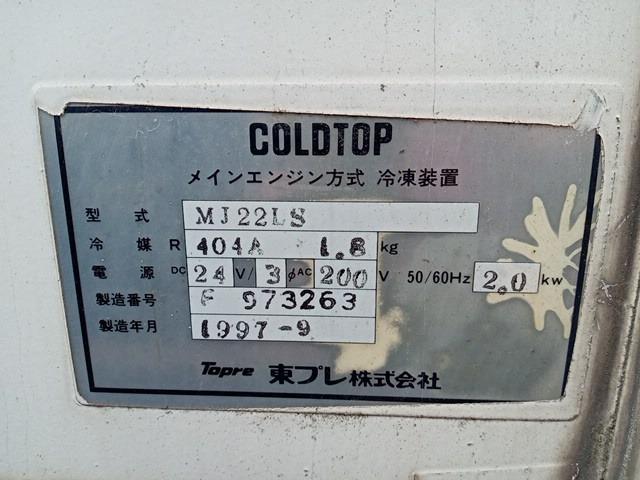 COLDTOP
メインエンジン方式 冷凍装置
型式 MJ22LS
冷媒 R 404A 1.8 kg
電源 DC 24 V/3 φAC 200 V 50/60Hz 2.0 kw
製造番号 F 973263
製造年月 1997-9
Topre 東プレ株式会社